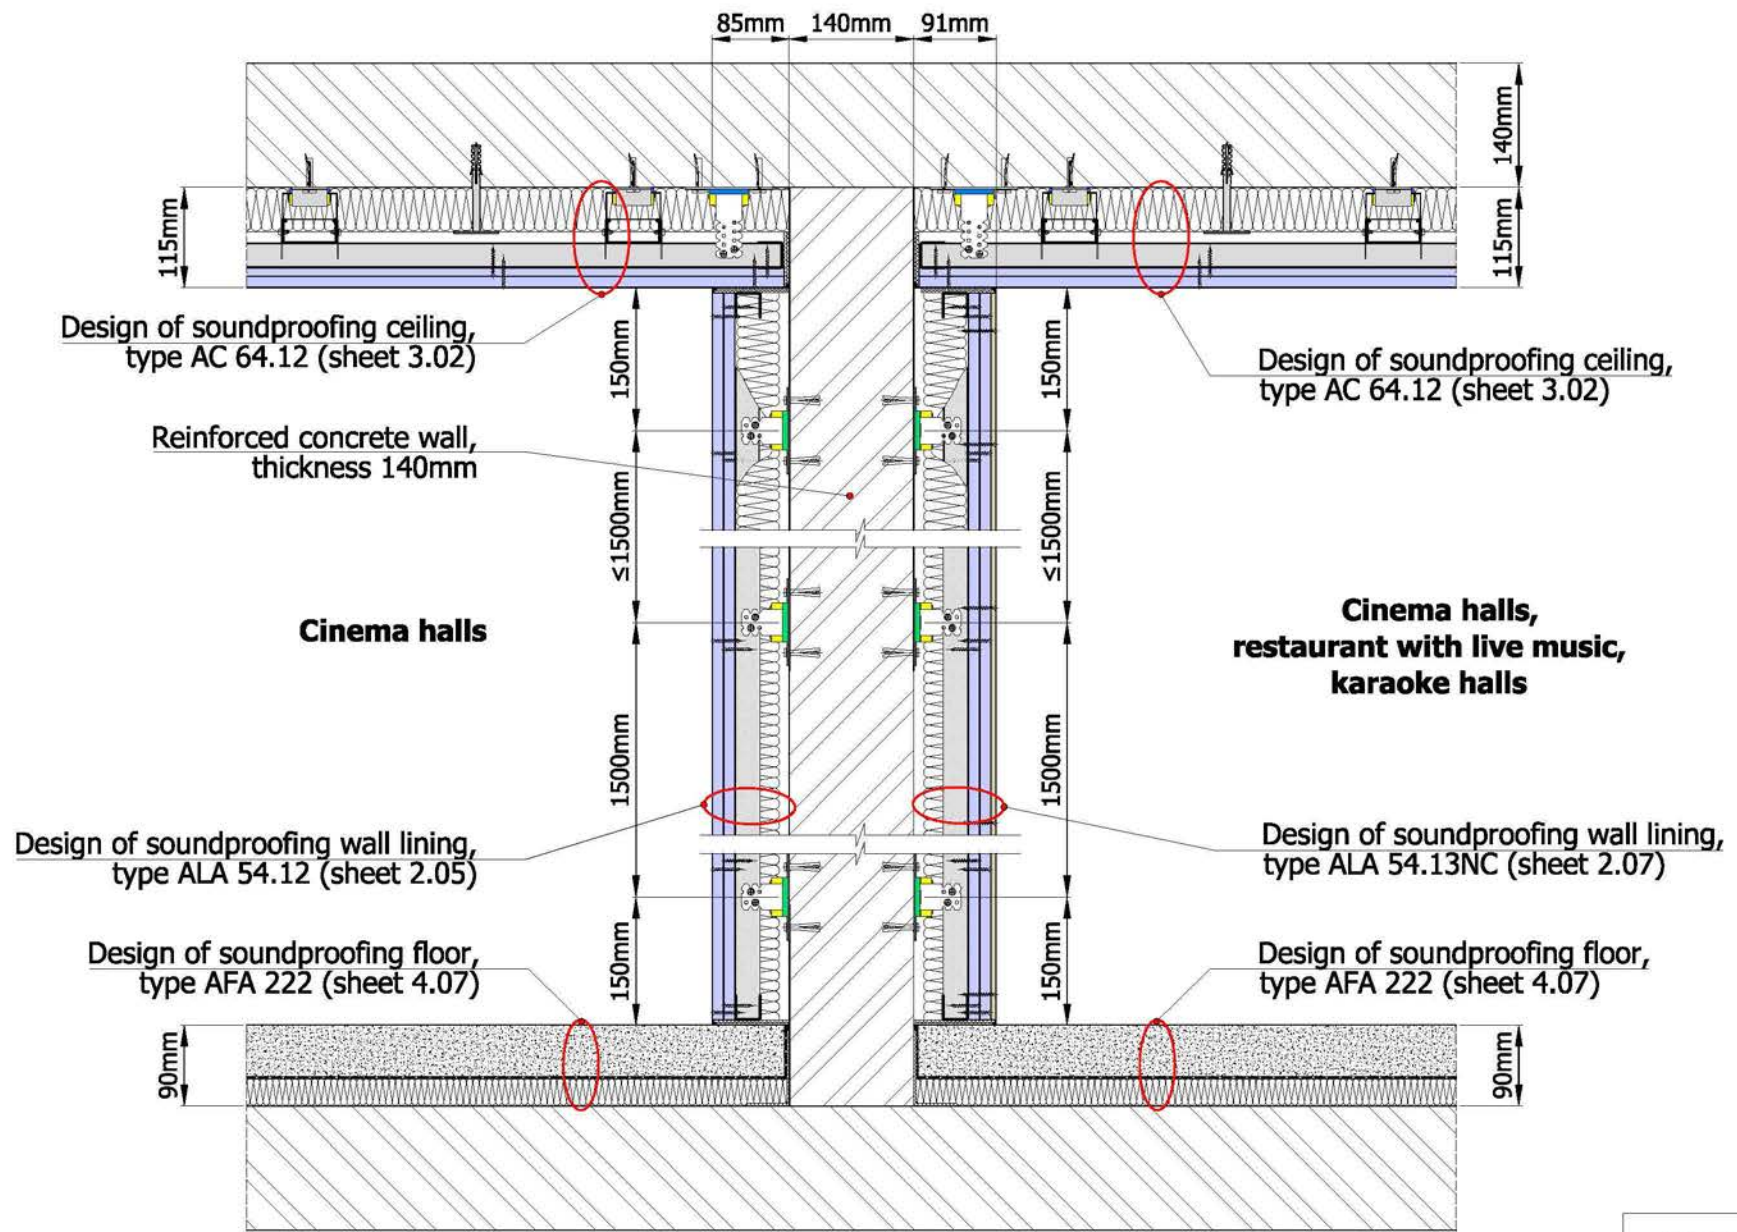 85mm 140mm 91mm
140mm
115mm
115mm
Design of soundproofing ceiling,
type AC 64.12 (sheet 3.02)
150mm
150mm
Design of soundproofing ceiling,
type AC 64.12 (sheet 3.02)
Reinforced concrete wall,
thickness 140mm
≤1500mm
≤1500mm
Cinema halls
Cinema halls,
restaurant with live music,
karaoke halls
1500mm
1500mm
Design of soundproofing wall lining,
type ALA 54.12 (sheet 2.05)
Design of soundproofing wall lining,
type ALA 54.13NC (sheet 2.07)
Design of soundproofing floor,
type AFA 222 (sheet 4.07)
150mm
150mm
Design of soundproofing floor,
type AFA 222 (sheet 4.07)
90mm
90mm